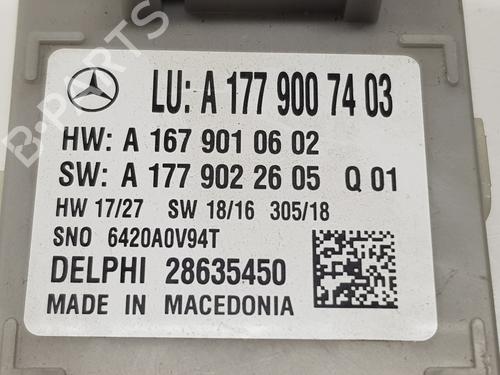 LU: A 177 900 74 03
HW: A 167 901 06 02
SW: A 177 902 26 05 Q 01
HW 17/27 SW 18/16 305/18
SNO 6420A0V94T
DELPHI 28635450
MADE IN MACEDONIA
B-PARTS